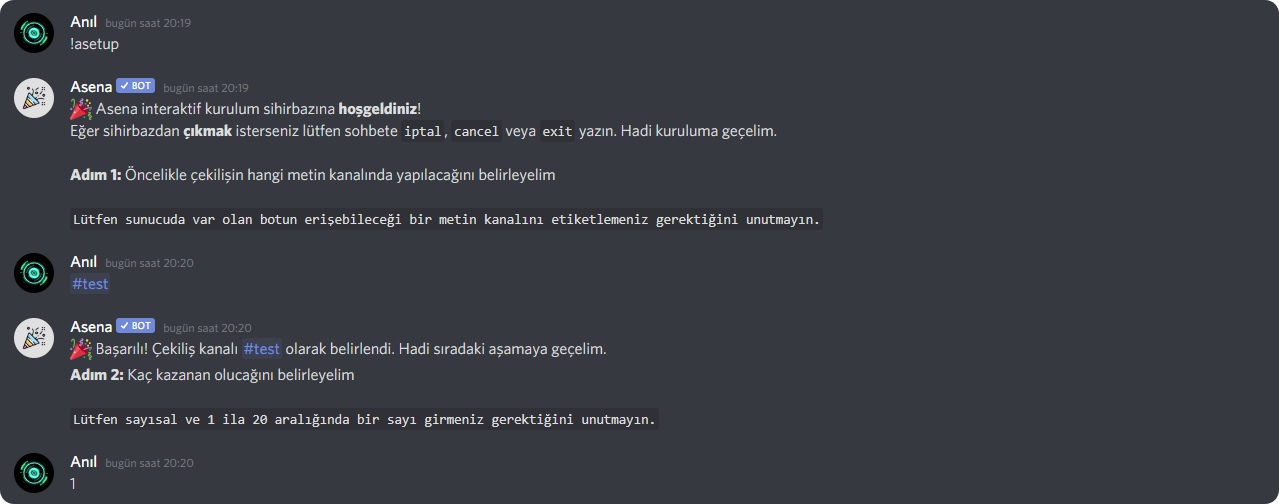 Anıl bugün saat 20:19
!asetup
Asena BOT bugün saat 20:19
Asena interaktif kurulum sihirbazına hoşgeldiniz!
Eğer sihirbazdan çıkmak isterseniz lütfen sohbete iptal, cancel veya exit yazın. Hadi kuruluma geçelim.
Adım 1: Öncelikle çekilişin hangi metin kanalında yapılacağını belirleyelim
Lütfen sunucuda var olan botun erişebileceği bir metin kanalını etiketlemeniz gerektiğini unutmayın.
Anıl bugün saat 20:20
#test
Asena BOT bugün saat 20:20
Başarılı! Çekiliş kanalı #test olarak belirlendi. Hadi sıradaki aşamaya geçelim.
Adım 2: Kaç kazanan olucağını belirleyelim
Lütfen sayısal ve 1 ila 20 aralığında bir sayı girmeniz gerektiğini unutmayın.
Anıl bugün saat 20:20
1